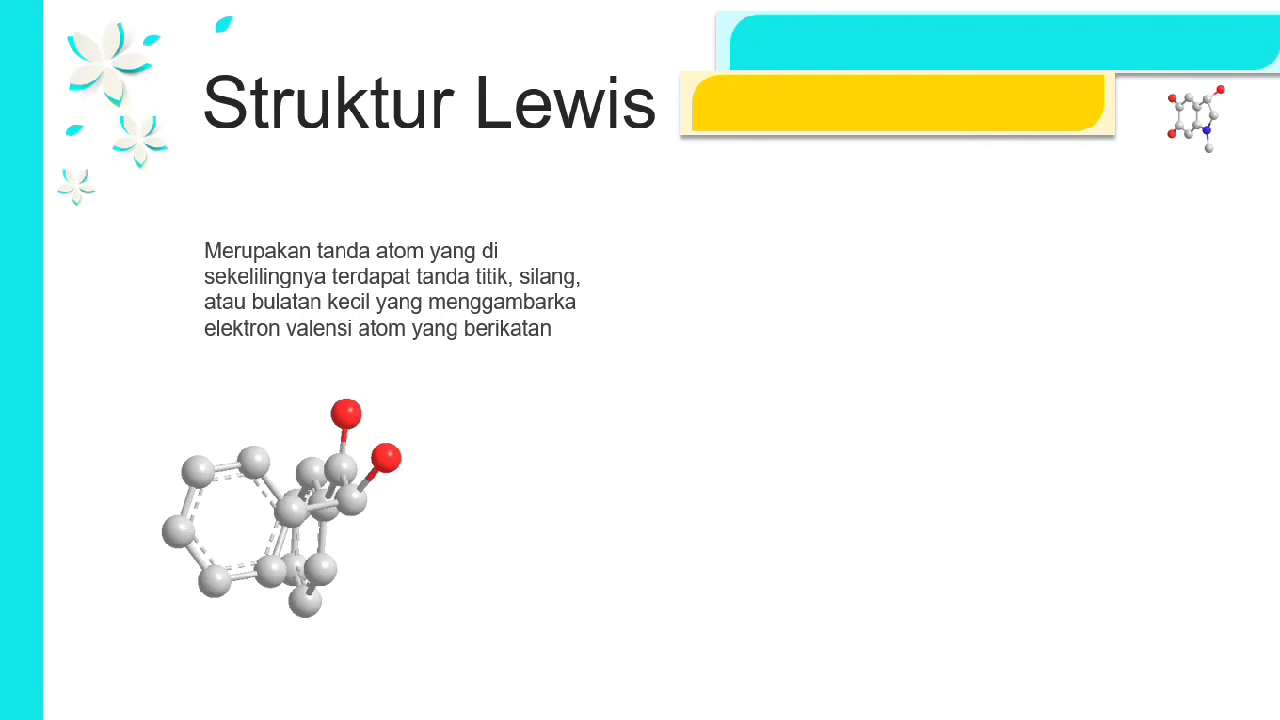 Struktur Lewis
Merupakan tanda atom yang di
sekelilingnya terdapat tanda titik, silang,
atau bulatan kecil yang menggambarka
elektron valensi atom yang berikatan